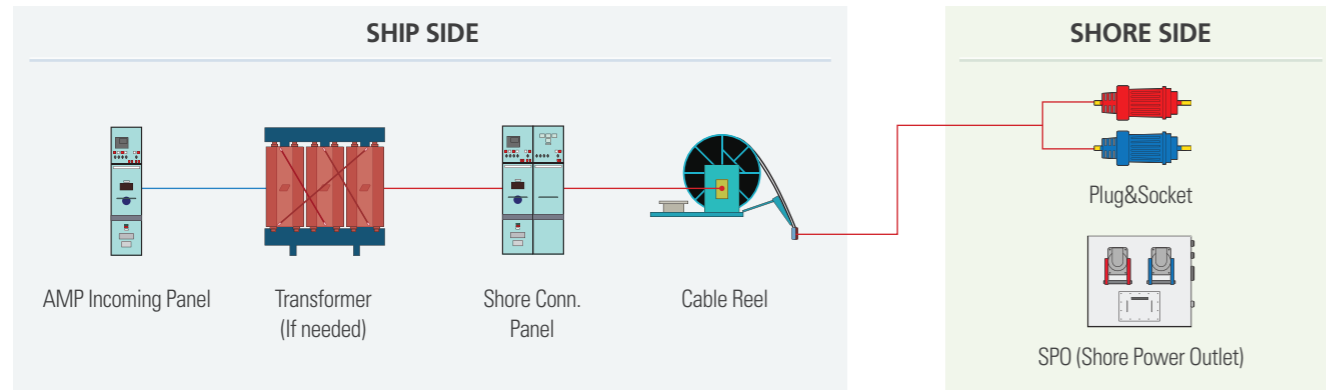 SHIP SIDE
SHORE SIDE
AMP Incoming Panel
Transformer
(If needed)
Shore Conn.
Panel
Cable Reel
Plug&Socket
SPO (Shore Power Outlet)